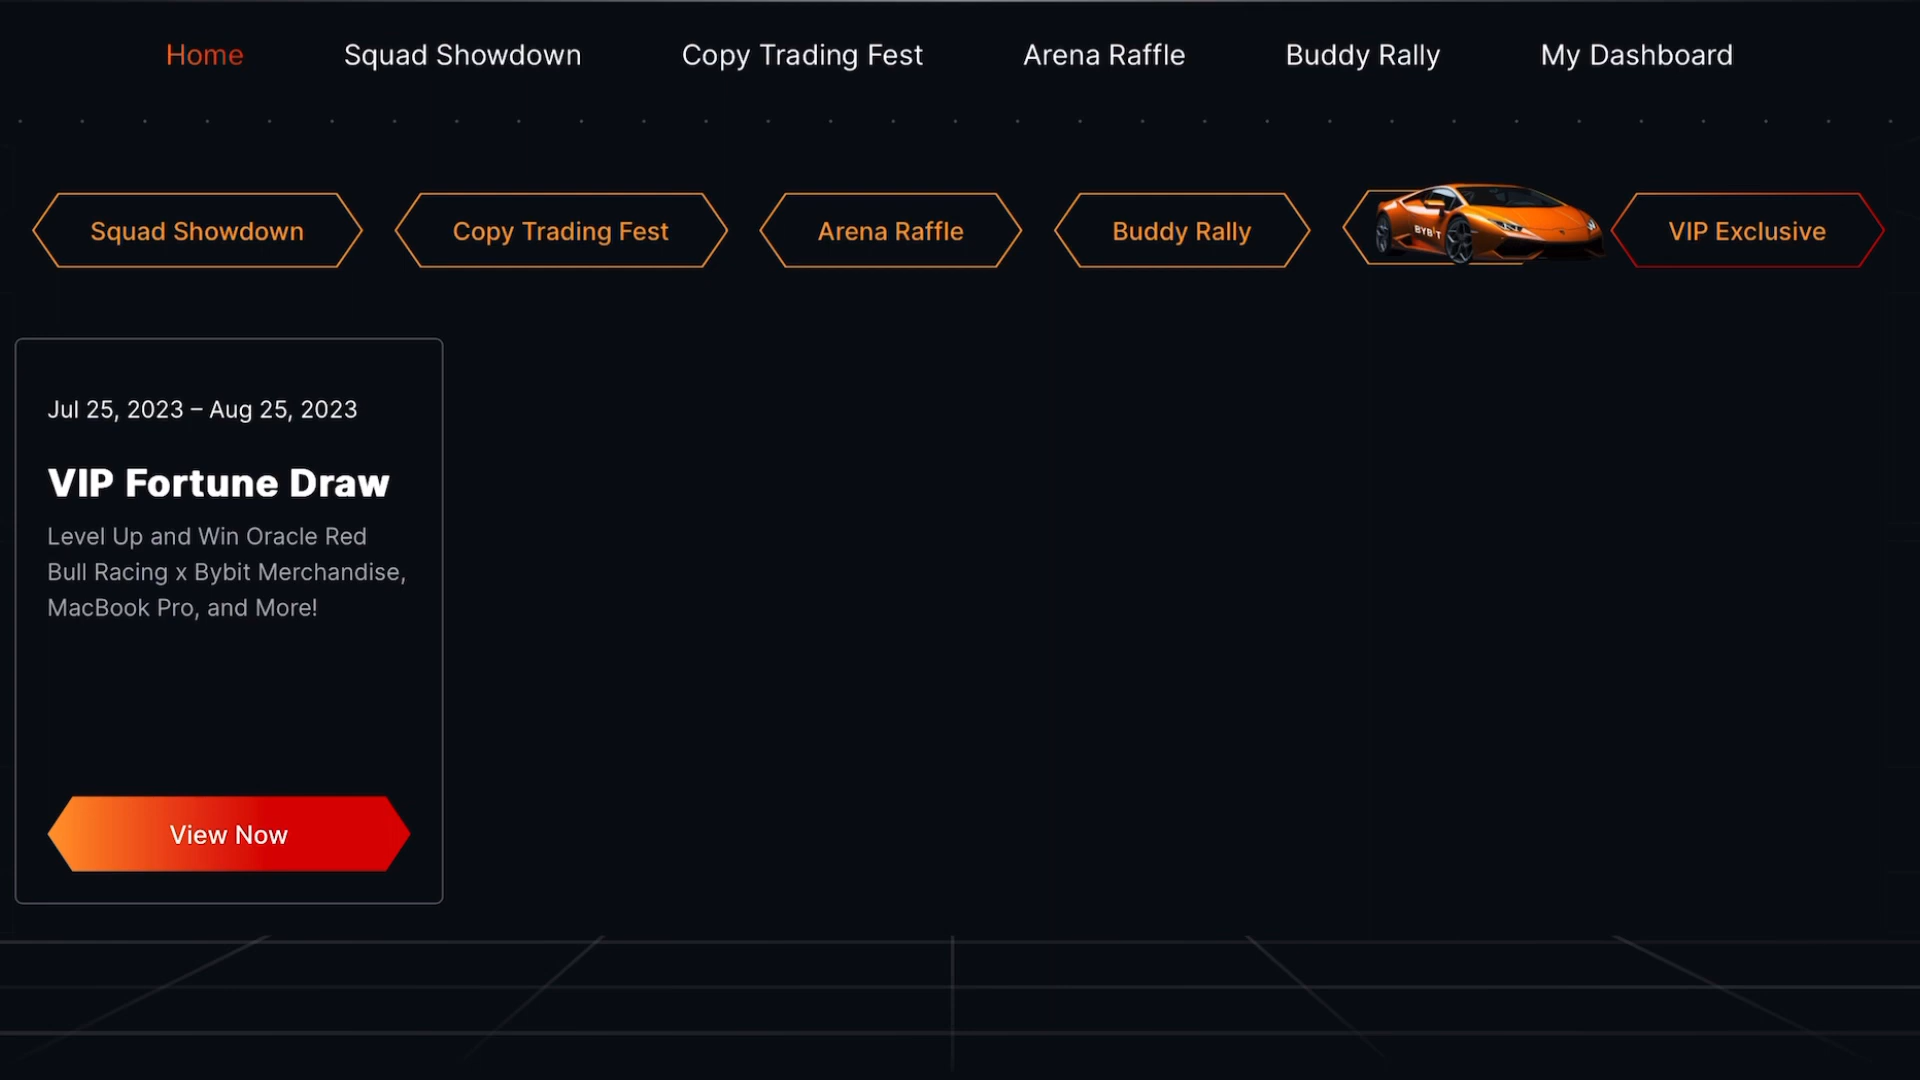 Home
Squad Showdown
Copy Trading Fest
Arena Raffle
Buddy Rally
My Dashboard
Squad Showdown
Copy Trading Fest
Arena Raffle
Buddy Rally
BYBIT
VIP Exclusive
Jul 25, 2023 – Aug 25, 2023
VIP Fortune Draw
Level Up and Win Oracle Red
Bull Racing x Bybit Merchandise,
MacBook Pro, and More!
View Now